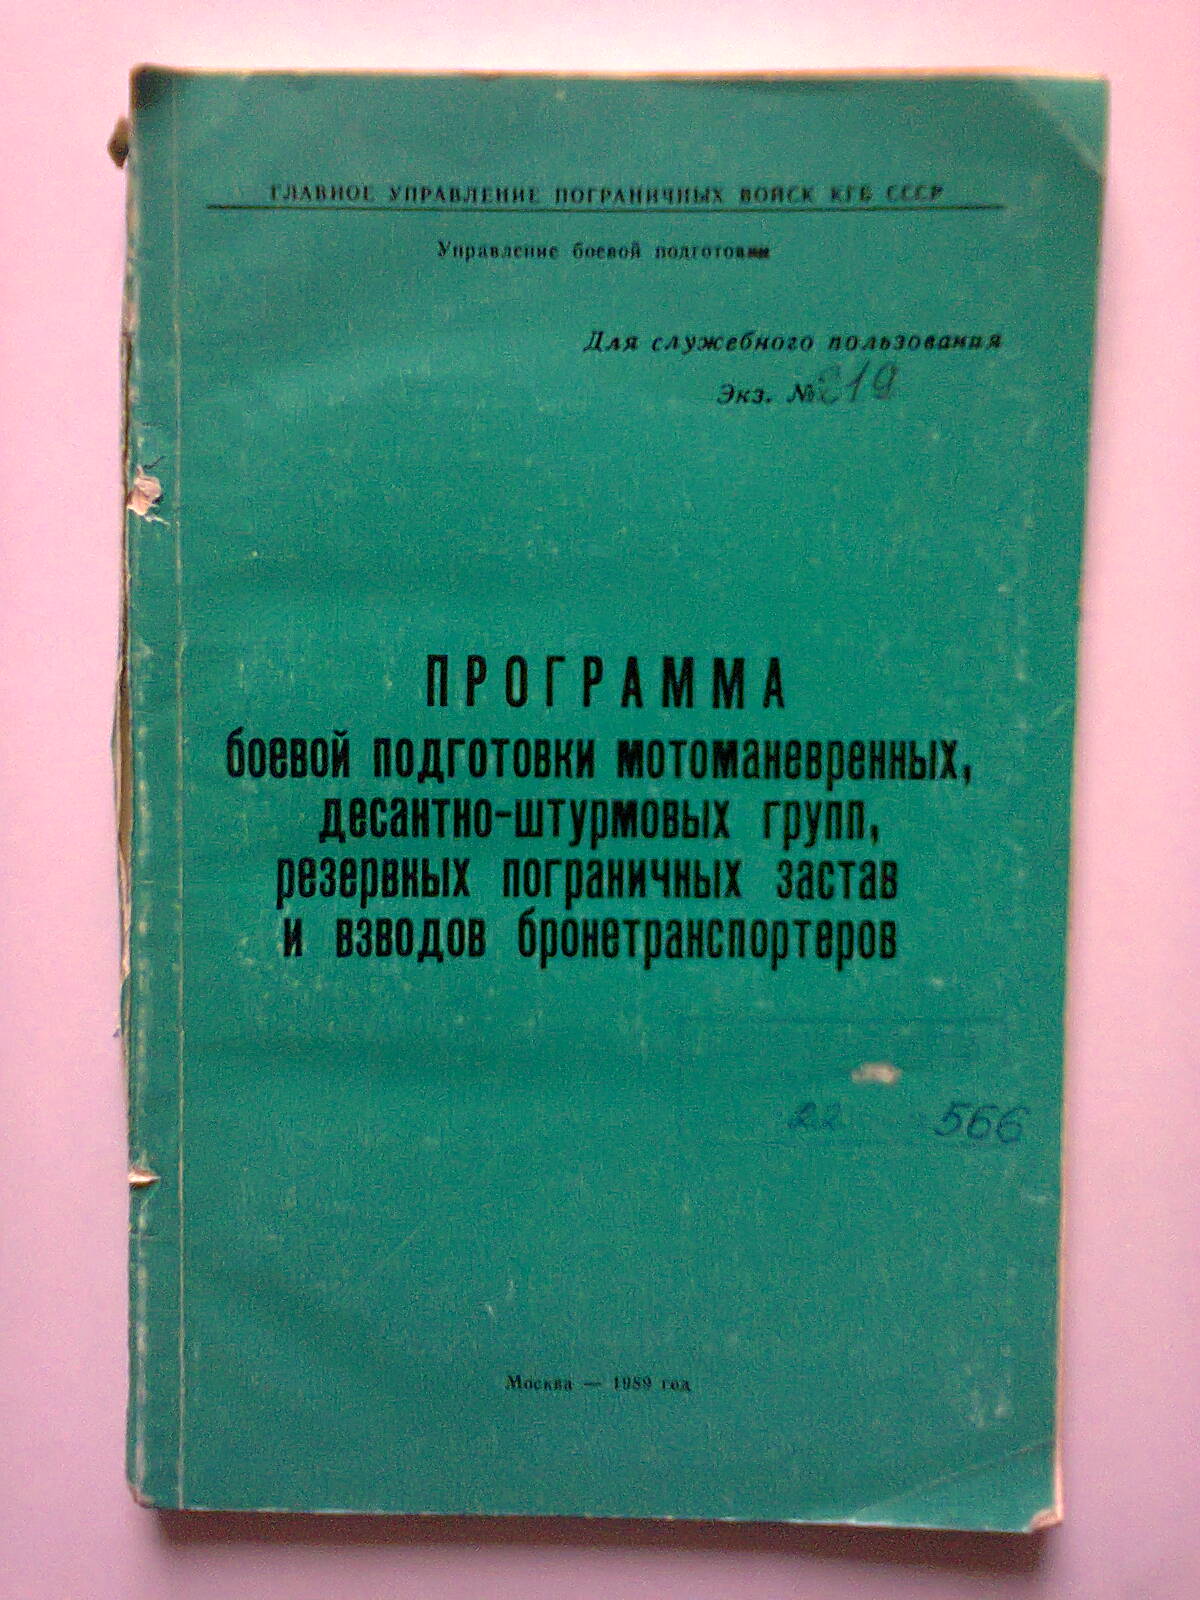 ГЛАВНОЕ УПРАВЛЕНИЕ ПОГРАНИЧНЫХ ВОЙСК КГБ СССР
Управление боевой подготовки
Для служебного пользования
Экз. №
ПРОГРАММА
боевой подготовки мотоманевренных,
десантно-штурмовых групп,
резервных пограничных застав
и взводов бронетранспортеров
22 566
Москва — 1989 год